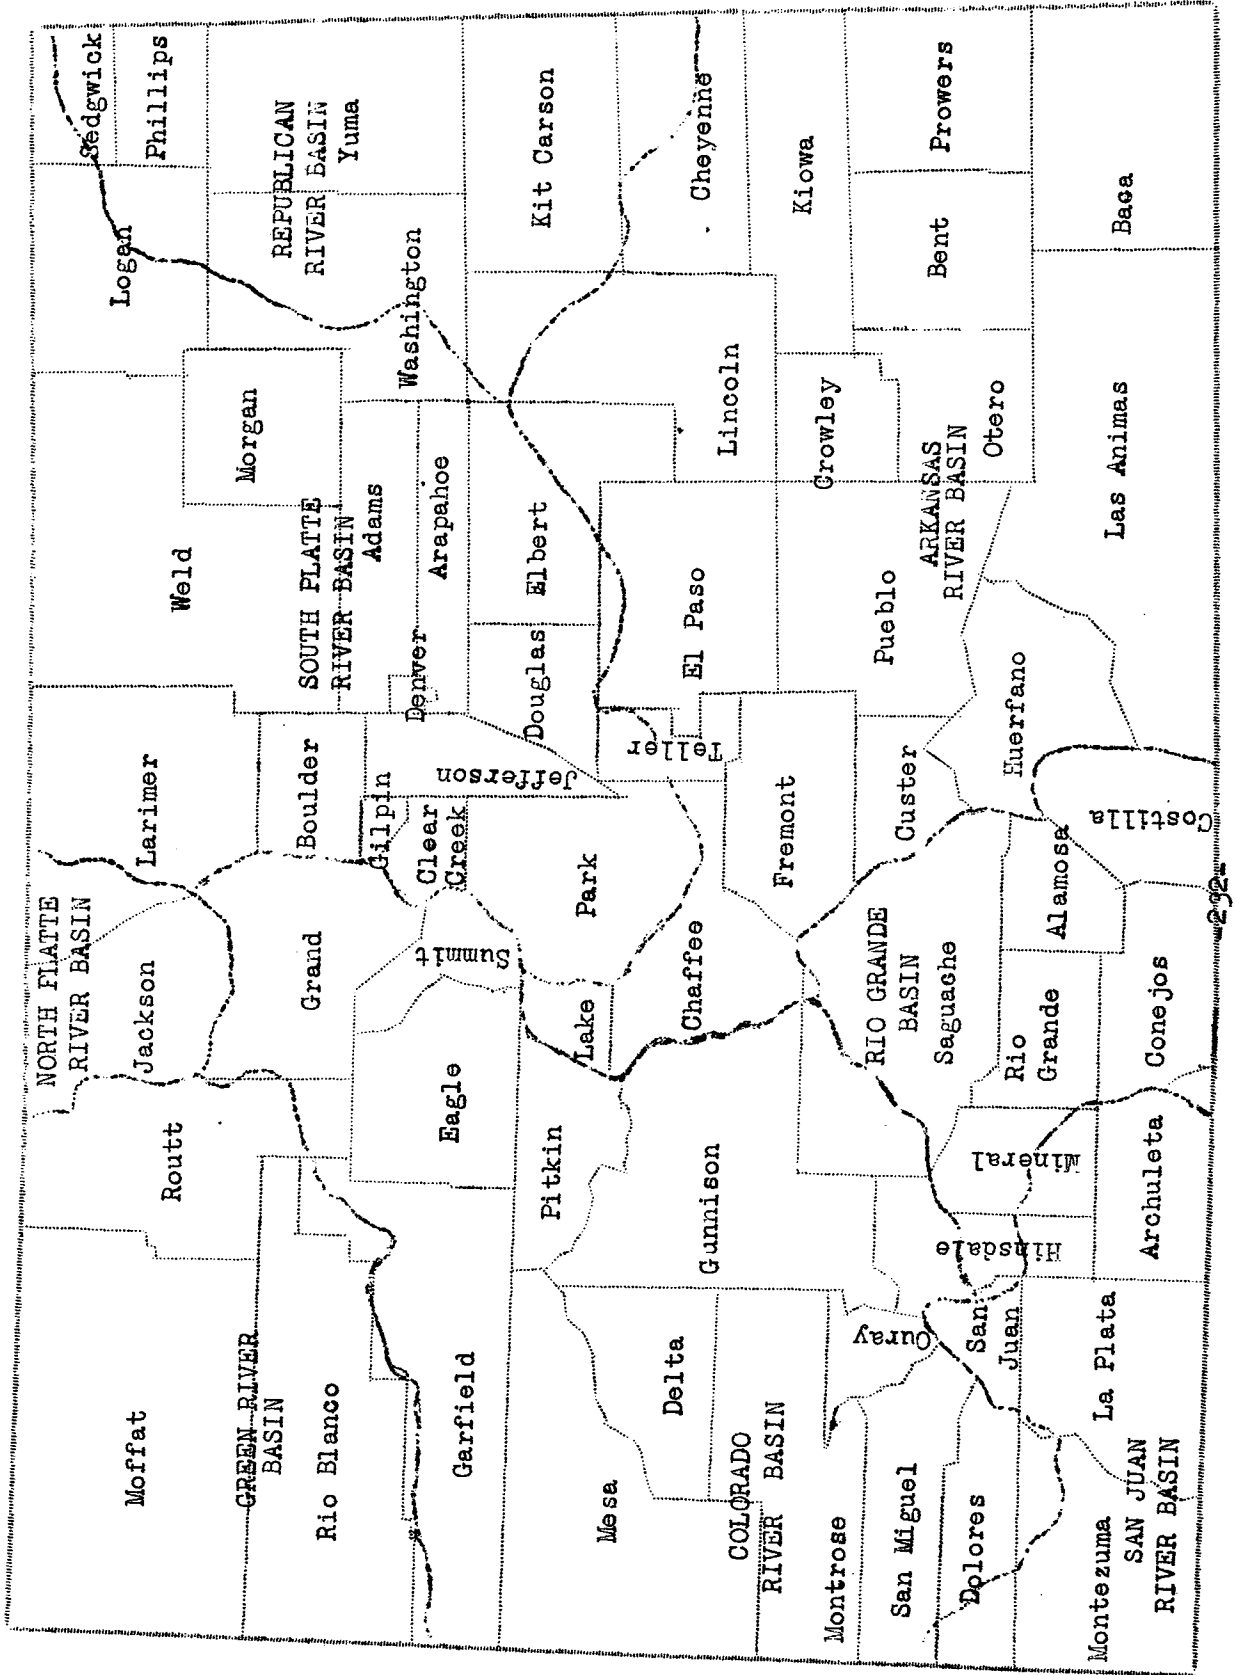 NORTH PLATTE
RIVER BASIN
Moffat
Routt
Jackson
Larimer
Weld
Logan
Sedgwick
Phillips
GREEN RIVER
BASIN
Rio Blanco
Grand
Boulder
SOUTH PLATTE
RIVER BASIN
Morgan
REPUBLICAN
RIVER BASIN
Yuma
Garfield
Eagle
Summit
Gilpin
Clear
Creek
Jefferson
Denver
Adams
Arapahoe
Washington
Mesa
Pitkin
Lake
Park
Douglas
Elbert
Kit Carson
Delta
Gunnison
Chaffee
Teller
El Paso
Lincoln
Cheyenne
COLORADO
RIVER BASIN
Montrose
Ouray
Fremont
Crowley
Kiowa
San Miguel
RIO GRANDE
BASIN
Saguache
Custer
Pueblo
ARKANSAS
RIVER BASIN
Otero
Bent
Prowers
Dolores
San
Juan
Hinsdale
Mineral
Rio
Grande
Alamosa
Huerfano
Montezuma
SAN JUAN
RIVER BASIN
La Plata
Archuleta
Conejos
Costilla
Las Animas
Baca
-232-